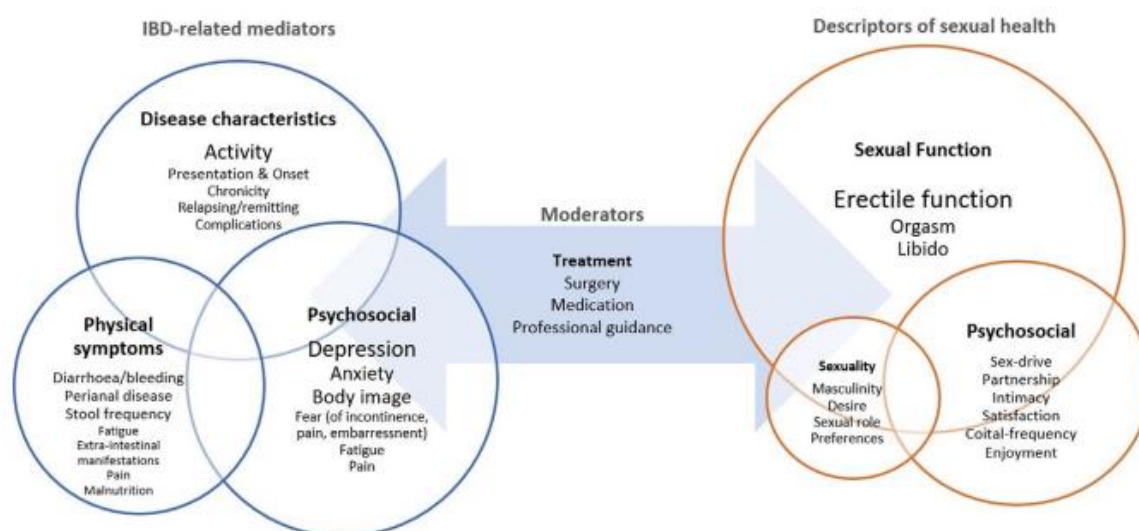 IBD-related mediators
Disease characteristics
Activity
Presentation & Onset
Chronicity
Relapsing/remitting
Complications
Physical
symptoms
Diarrhoea/bleeding
Perianal disease
Stool frequency
Fatigue
Extra-intestinal
manifestations
Pain
Malnutrition
Psychosocial
Depression
Anxiety
Body image
Fear (of incontinence,
pain, embarressnent)
Fatigue
Pain
Moderators
Treatment
Surgery
Medication
Professional guidance
Descriptors of sexual health
Sexual Function
Erectile function
Orgasm
Libido
Sexuality
Masculinity
Desire
Sexual role
Preferences
Psychosocial
Sex-drive
Partnership
Intimacy
Satisfaction
Coital-frequency
Enjoyment